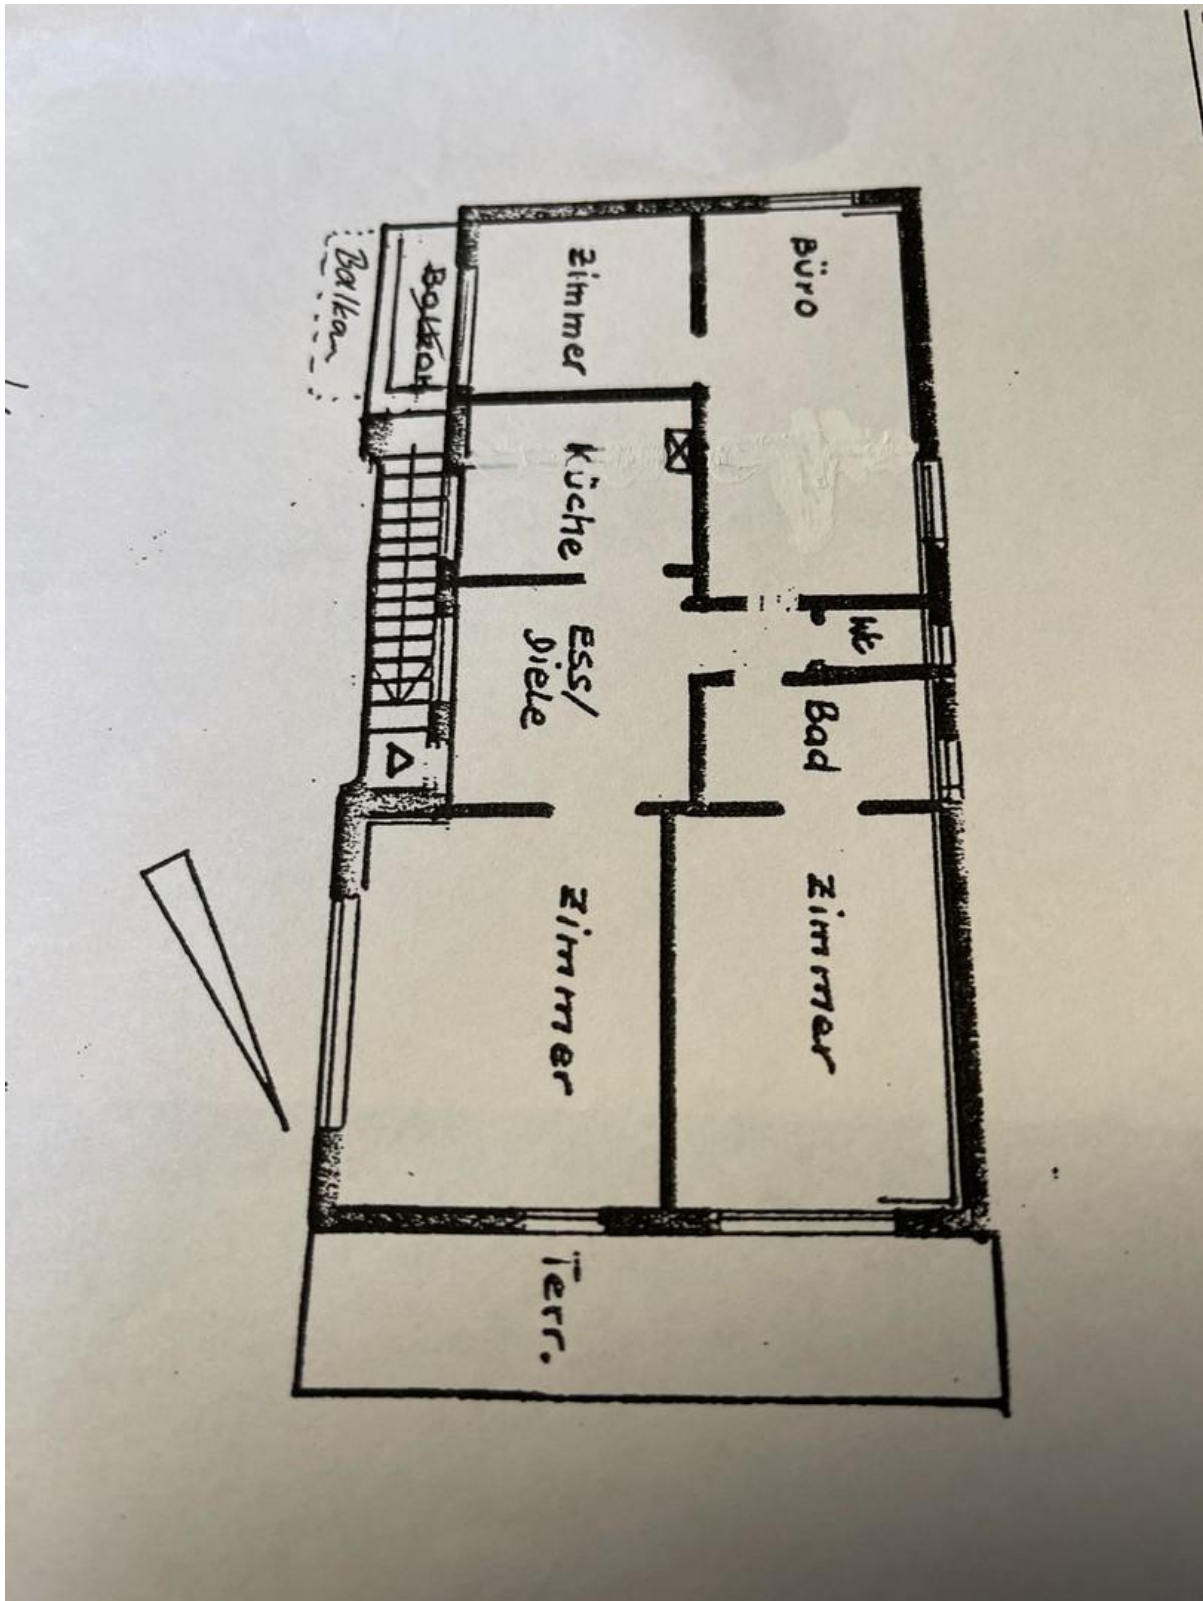 Balkon
Balkon
Zimmer
Büro
Küche
Ess/
Diele
WC
Bad
Zimmer
Zimmer
Terr.